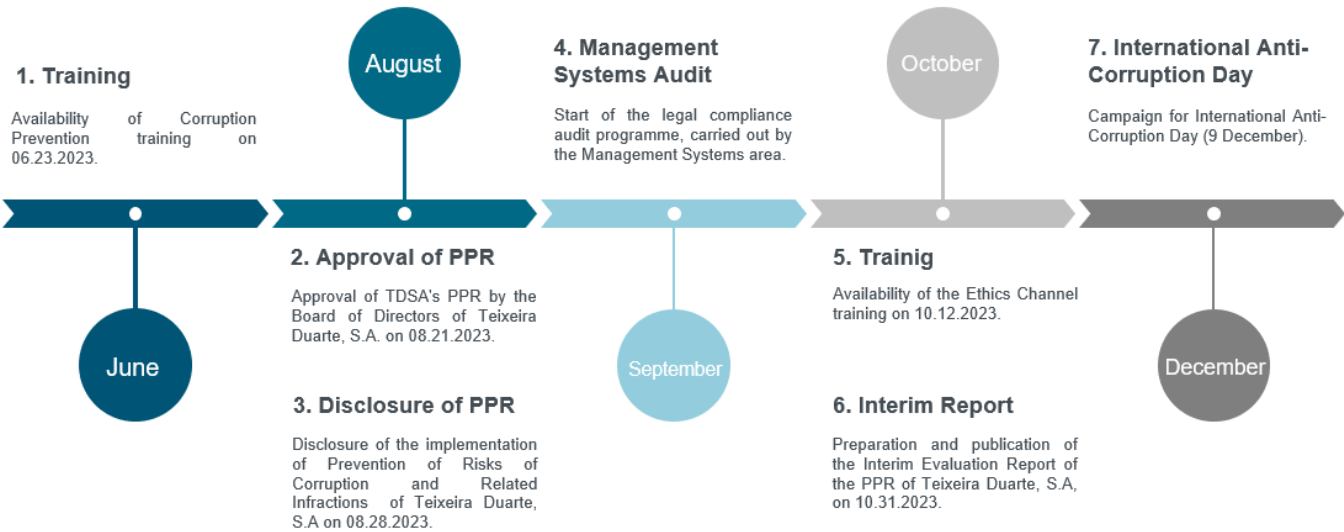 1. Training
Availability of Corruption
Prevention training on
06.23.2023.
June
August
2. Approval of PPR
Approval of TDSA's PPR by the
Board of Directors of Teixeira
Duarte, S.A. on 08.21.2023.
3. Disclosure of PPR
Disclosure of the implementation
of Prevention of Risks of
Corruption and Related
Infractions of Teixeira Duarte,
S.A on 08.28.2023.
4. Management
Systems Audit
Start of the legal compliance
audit programme, carried out by
the Management Systems area.
September
October
5. Trainig
Availability of the Ethics Channel
training on 10.12.2023.
6. Interim Report
Preparation and publication of
the Interim Evaluation Report of
the PPR of Teixeira Duarte, S.A,
on 10.31.2023.
7. International Anti-
Corruption Day
Campaign for International Anti-
Corruption Day (9 December).
December